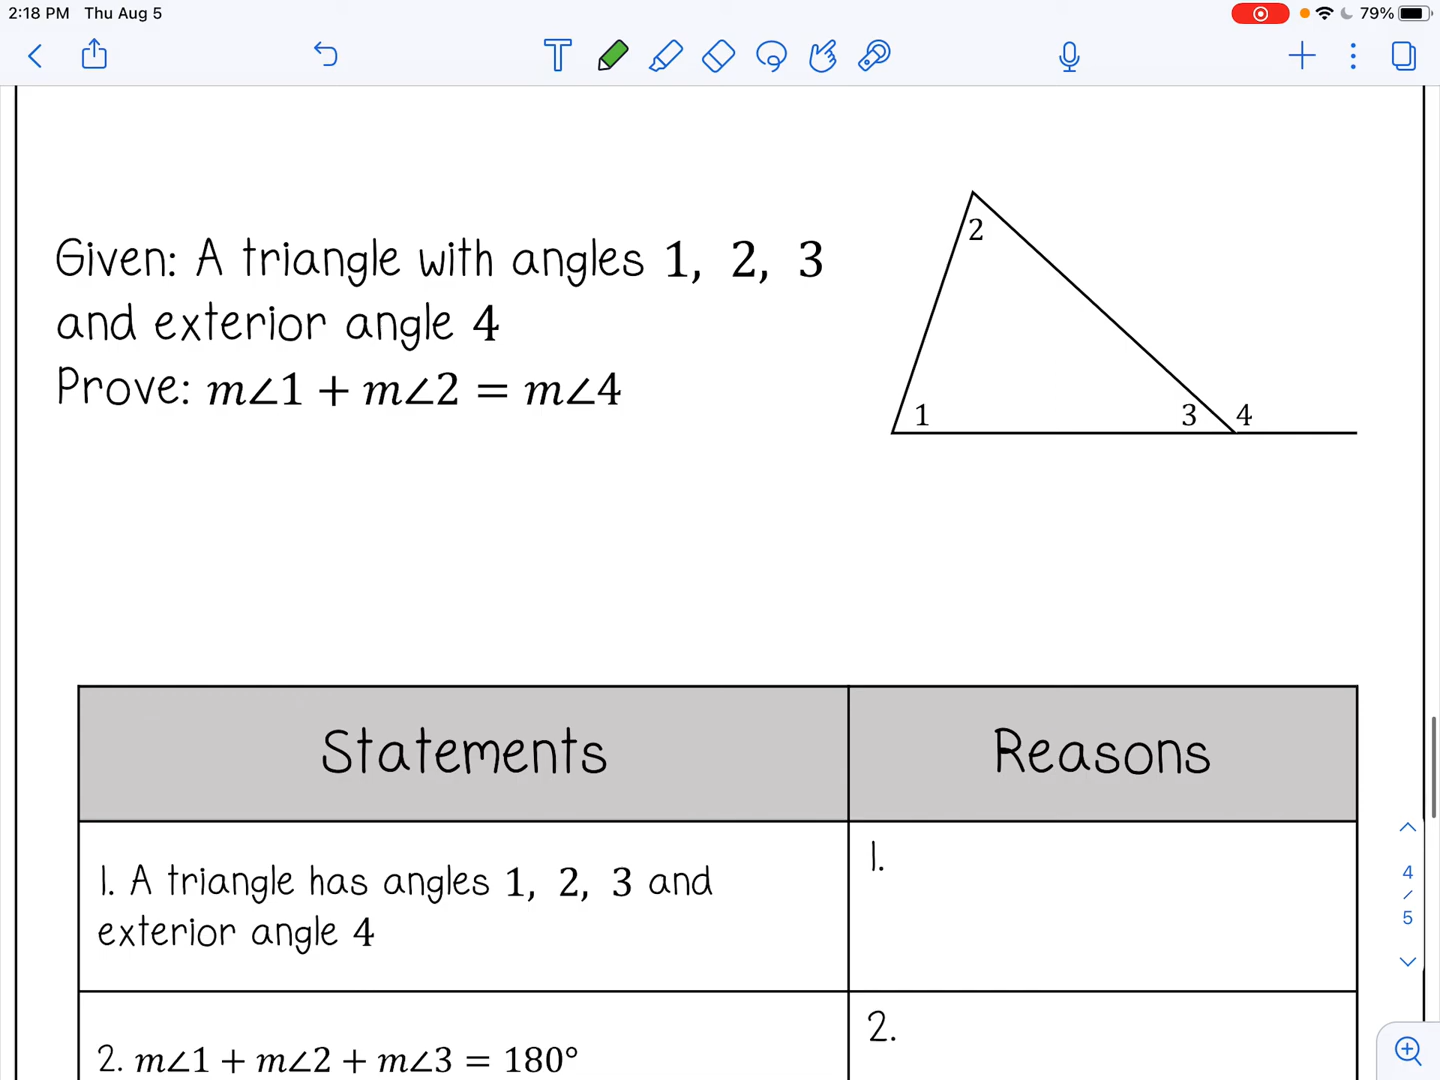 2:18 PM Thu Aug 5
79%
T
Given: A triangle with angles 1, 2, 3
and exterior angle 4
Prove: m∠1 + m∠2 = m∠4
2
1
3
4
Statements
Reasons
1. A triangle has angles 1, 2, 3 and
exterior angle 4
1.
2. m∠1 + m∠2 + m∠3 = 180°
2.
4
/
5